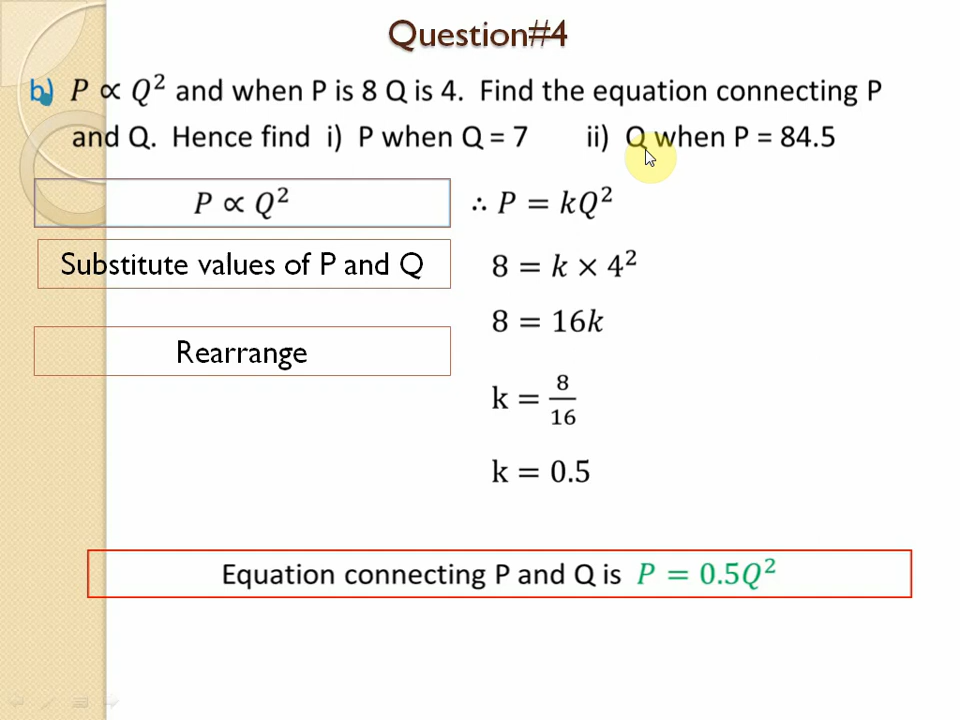 Question#4
b) P ∝ Q² and when P is 8 Q is 4. Find the equation connecting P
and Q. Hence find i) P when Q = 7 ii) Q when P = 84.5
P ∝ Q² ∴ P = kQ²
Substitute values of P and Q 8 = k × 4²
8 = 16k
Rearrange
k = 8/16
k = 0.5
Equation connecting P and Q is P = 0.5Q²